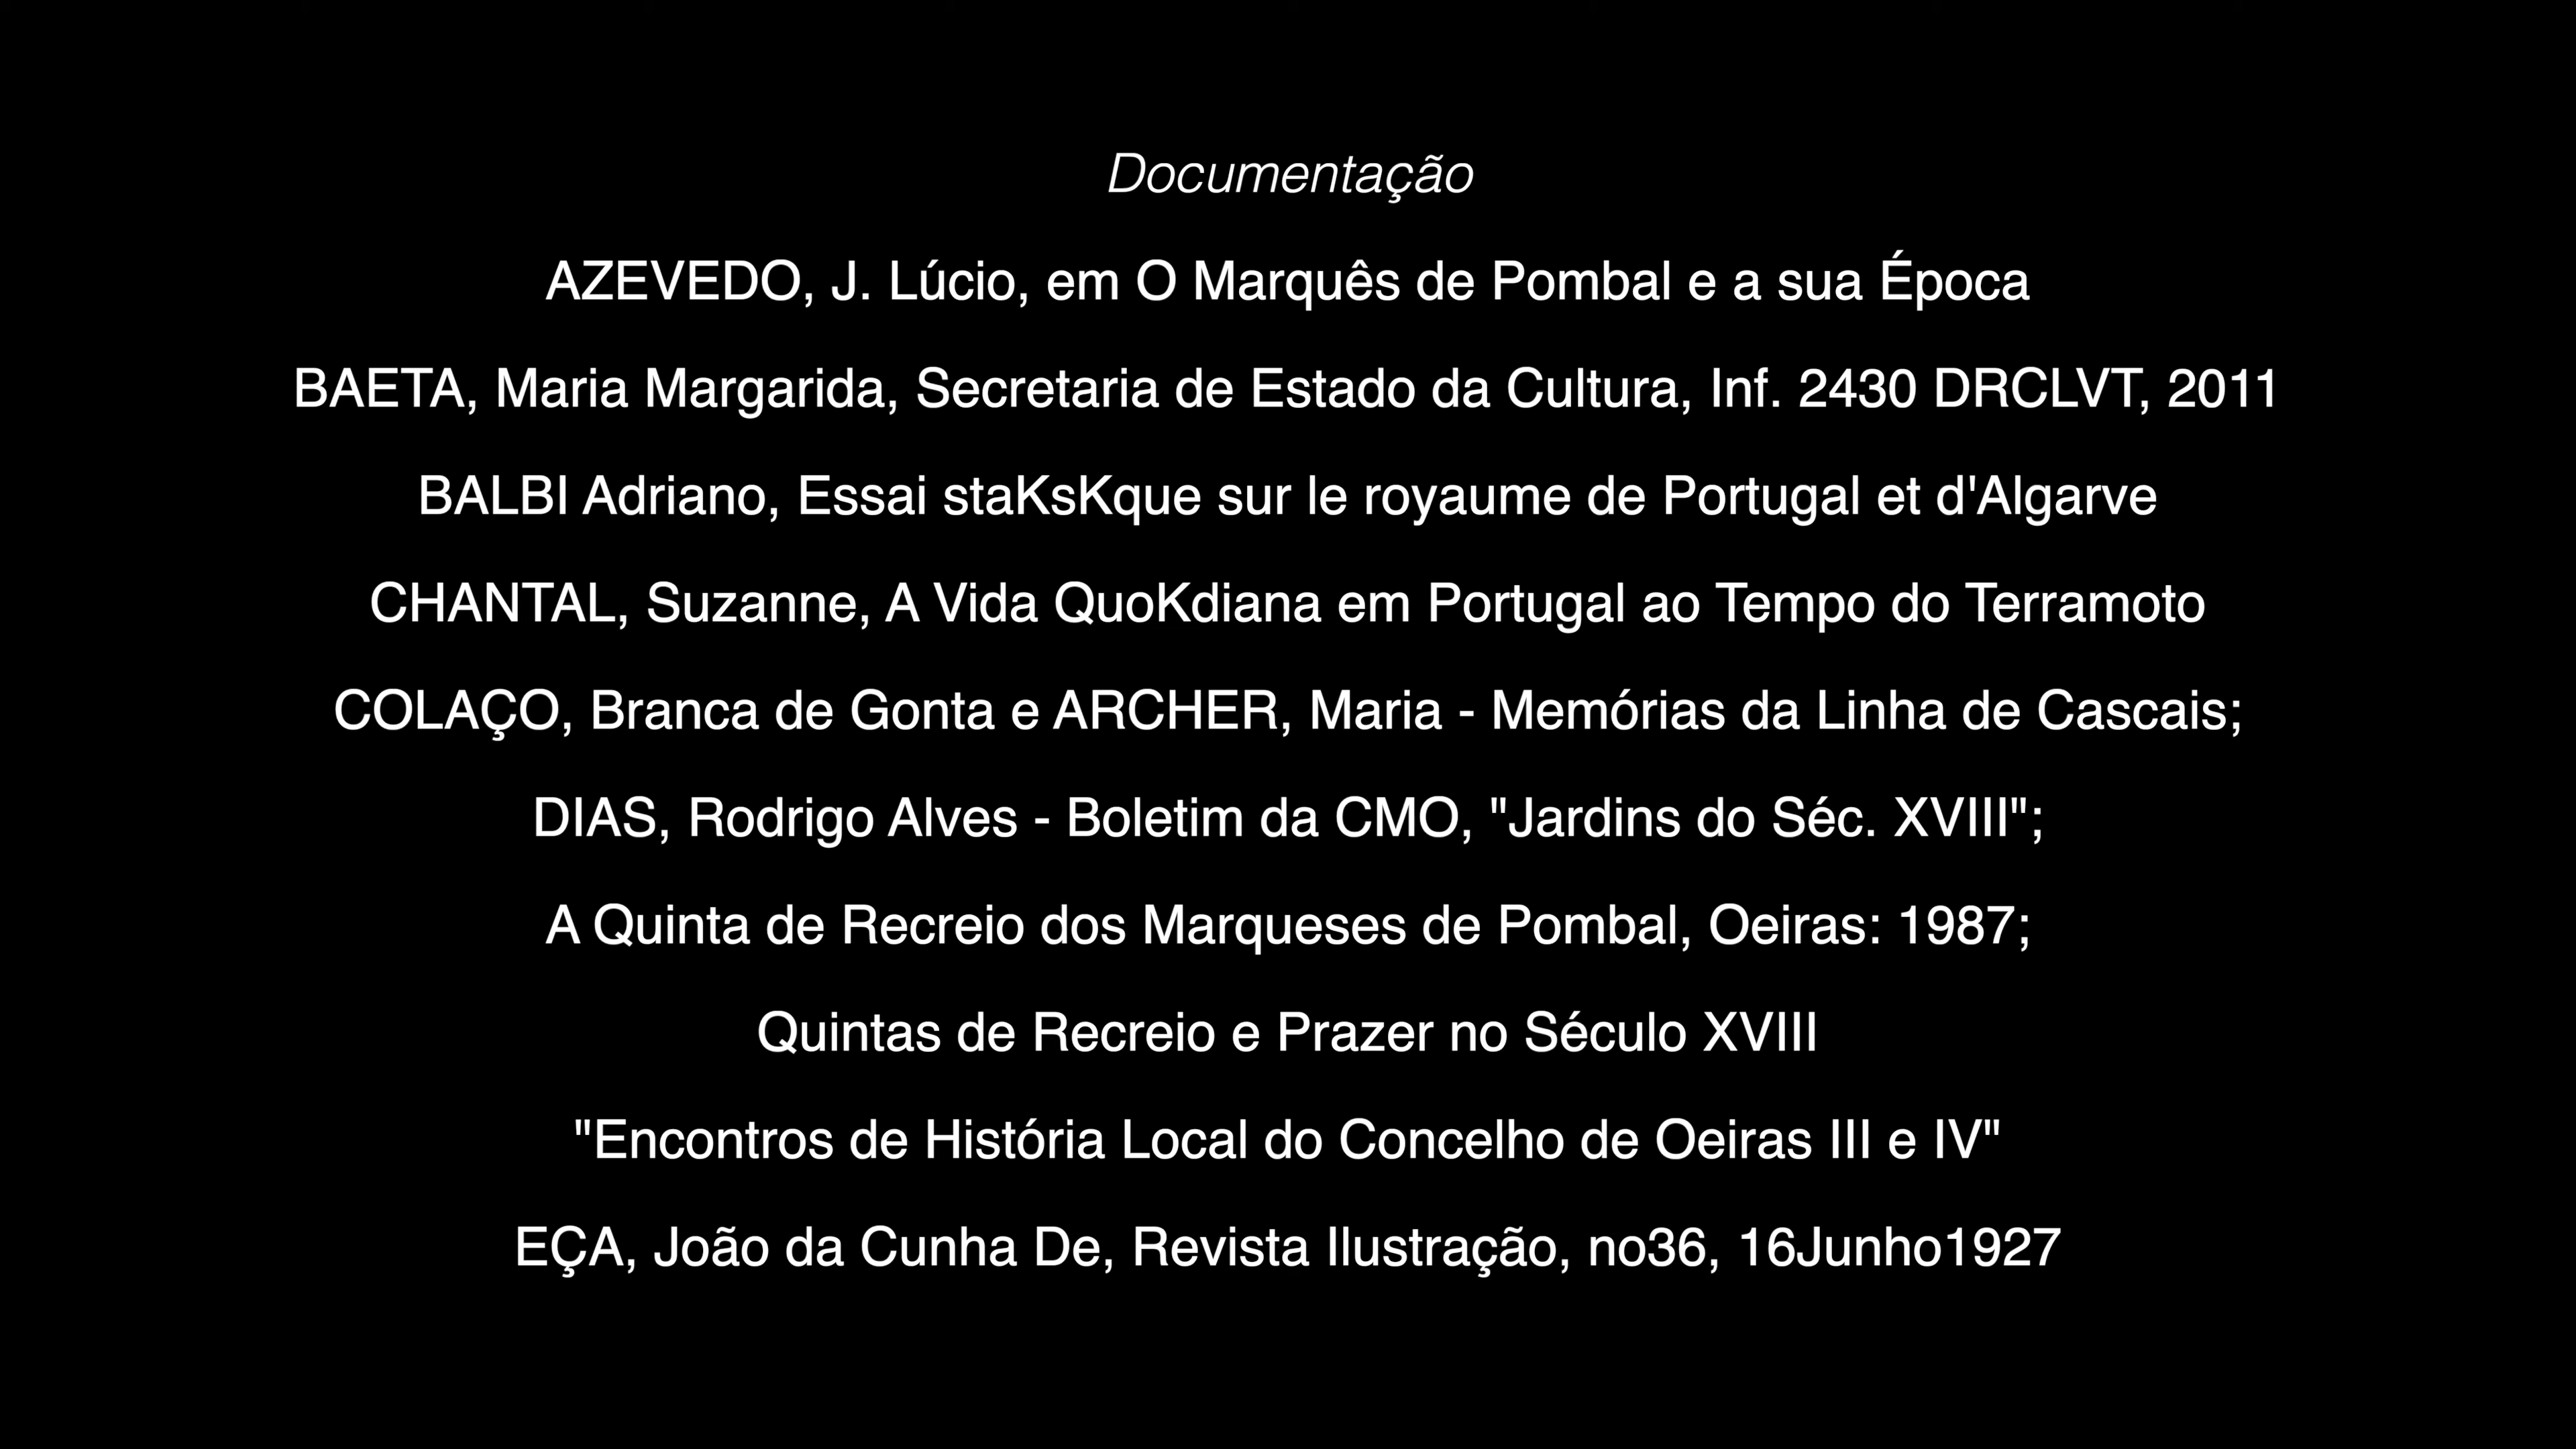 Documentação
AZEVEDO, J. Lúcio, em O Marquês de Pombal e a sua Época
BAETA, Maria Margarida, Secretaria de Estado da Cultura, Inf. 2430 DRCLVT, 2011
BALBI Adriano, Essai staKsKque sur le royaume de Portugal et d'Algarve
CHANTAL, Suzanne, A Vida QuoKdiana em Portugal ao Tempo do Terramoto
COLAÇO, Branca de Gonta e ARCHER, Maria - Memórias da Linha de Cascais;
DIAS, Rodrigo Alves - Boletim da CMO, "Jardins do Séc. XVIII";
A Quinta de Recreio dos Marqueses de Pombal, Oeiras: 1987;
Quintas de Recreio e Prazer no Século XVIII
"Encontros de História Local do Concelho de Oeiras III e IV"
EÇA, João da Cunha De, Revista Ilustração, no36, 16Junho1927